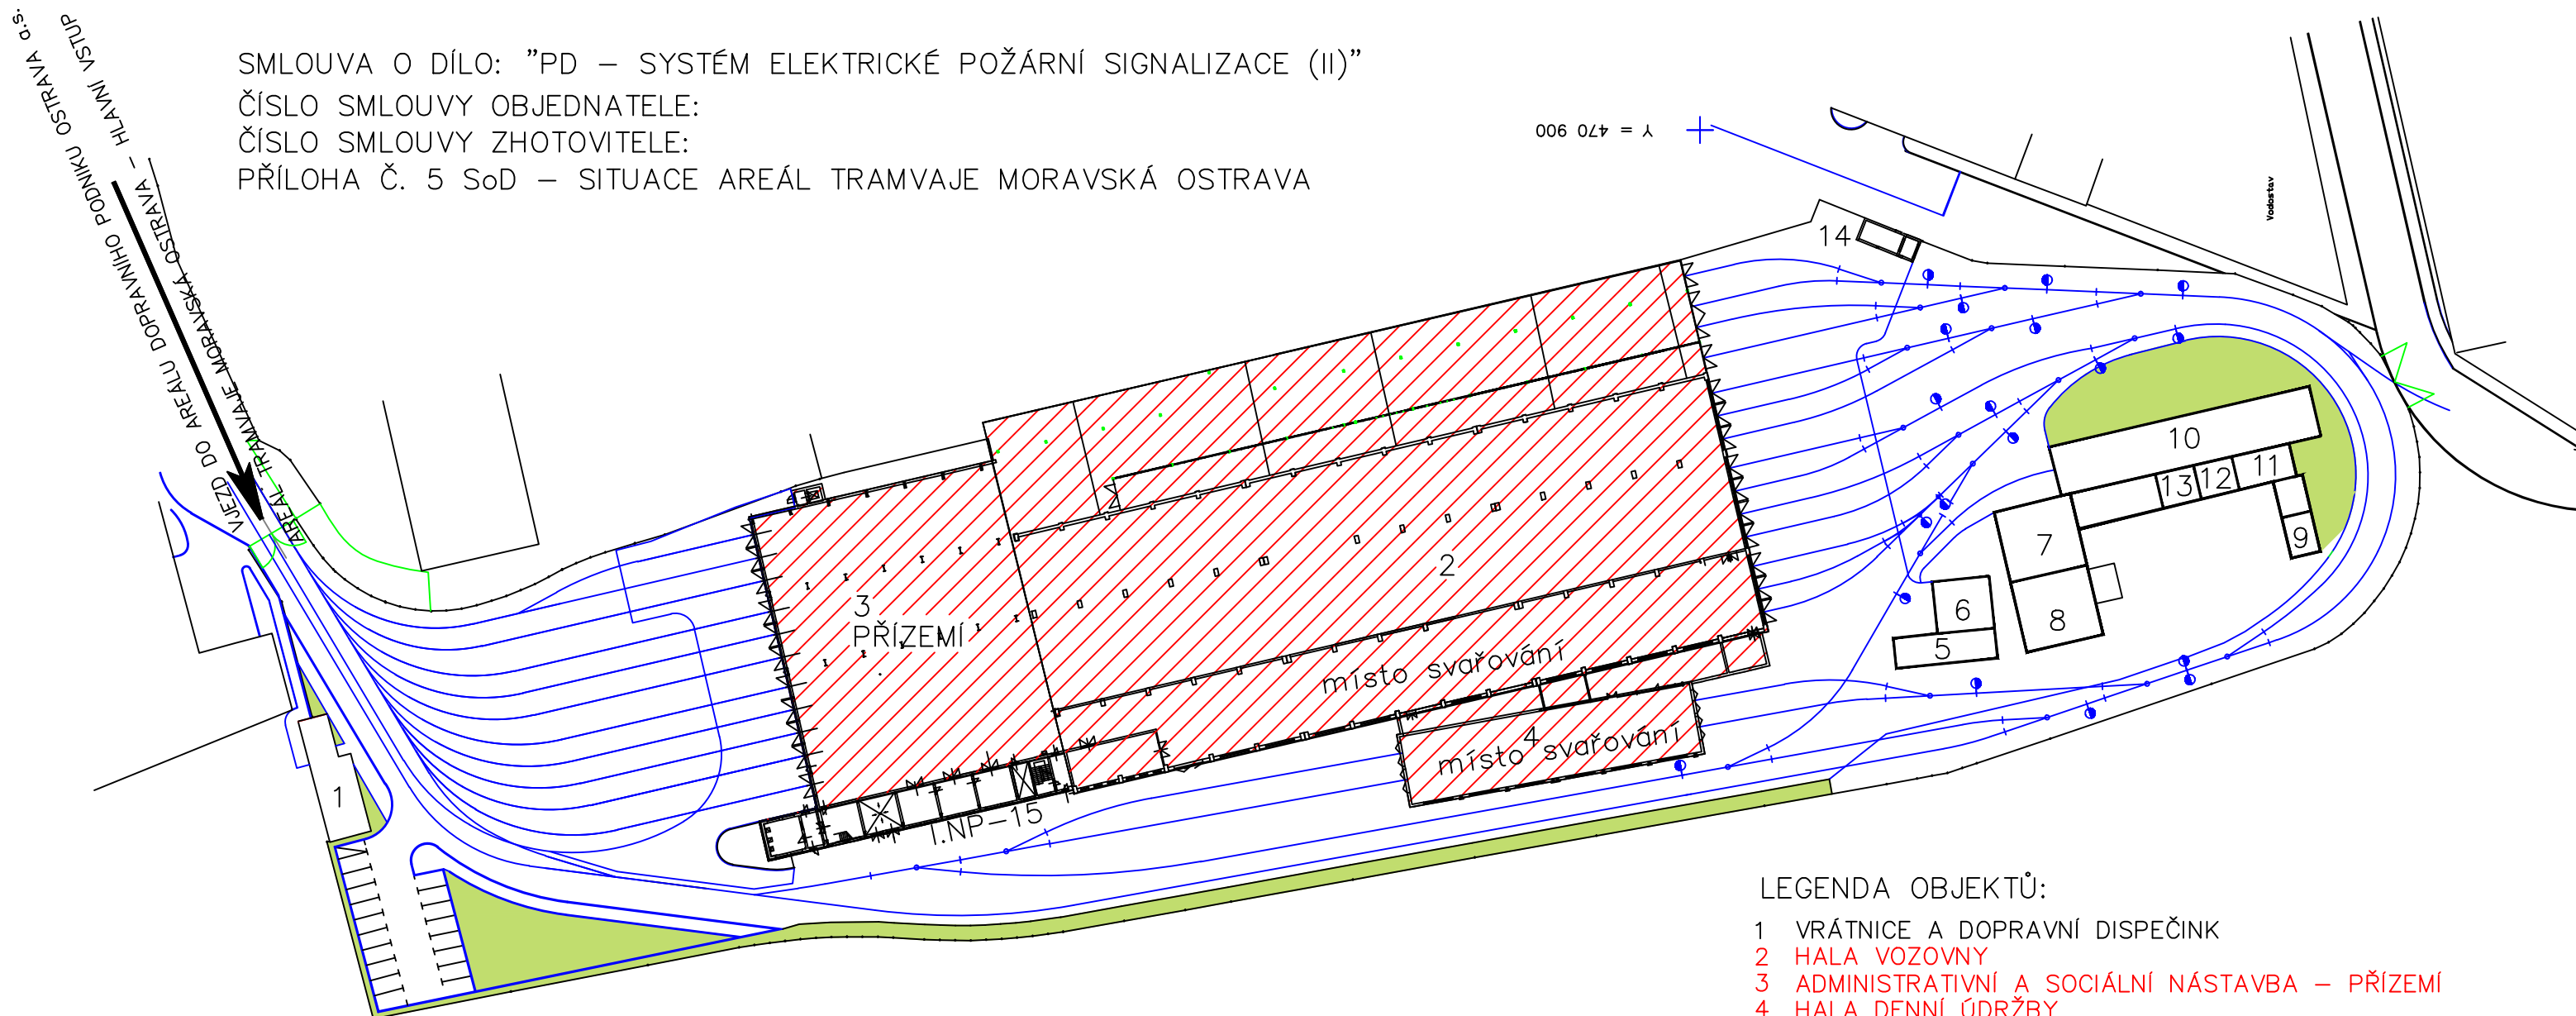 VJEZD DO AREÁLU DOPRAVNÍHO PODNIKU OSTRAVA a.s.
AREÁL TRAMVAJE MORAVSKÁ OSTRAVA – HLAVNÍ VSTUP
SMLOUVA O DÍLO: "PD – SYSTÉM ELEKTRICKÉ POŽÁRNÍ SIGNALIZACE (II)"
ČÍSLO SMLOUVY OBJEDNATELE:
ČÍSLO SMLOUVY ZHOTOVITELE:
PŘÍLOHA Č. 5 SoD – SITUACE AREÁL TRAMVAJE MORAVSKÁ OSTRAVA
Y = 470 900
Vodostav
14
10
11
12
13
9
7
8
6
5
2
3
PŘÍZEMÍ
místo svařování
4
místo svařování
I.NP-15
1
LEGENDA OBJEKTŮ:
1 VRÁTNICE A DOPRAVNÍ DISPEČINK
2 HALA VOZOVNY
3 ADMINISTRATIVNÍ A SOCIÁLNÍ NÁSTAVBA – PŘÍZEMÍ
4 HALA DENNÍ ÚDRŽBY